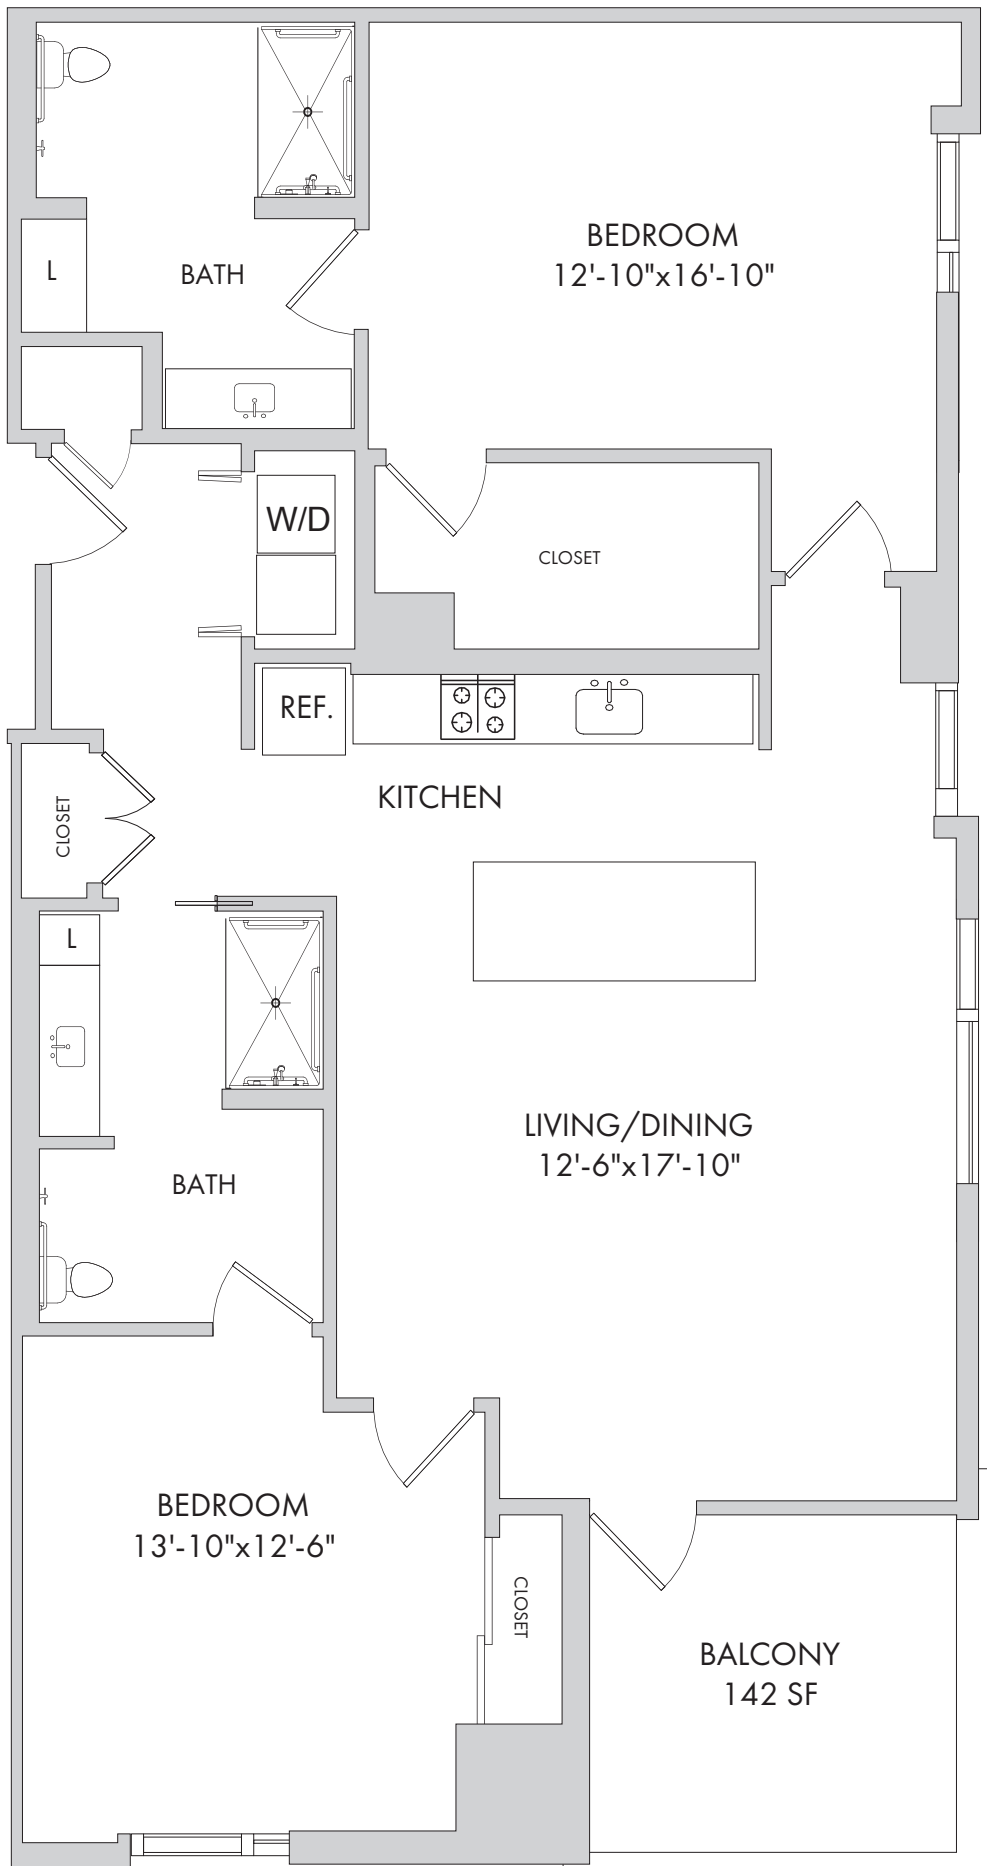 BEDROOM
12'-10"x16'-10"
L
BATH
W/D
CLOSET
REF.
KITCHEN
CLOSET
L
LIVING/DINING
12'-6"x17'-10"
BATH
BEDROOM
13'-10"x12'-6"
CLOSET
BALCONY
142 SF